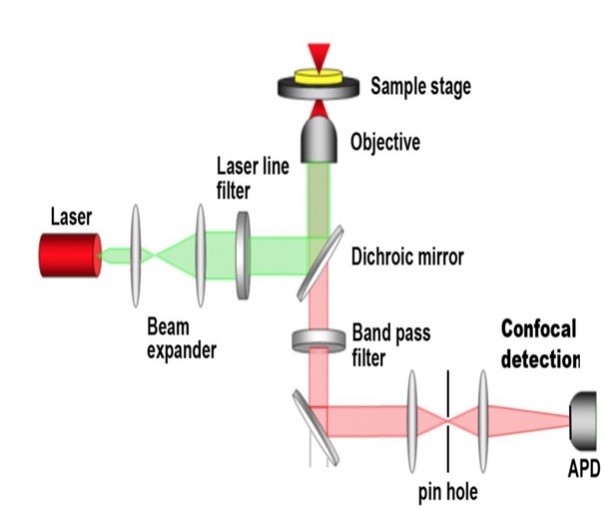 Sample stage
Objective
Laser line
filter
Laser
Dichroic mirror
Beam
expander
Band pass
filter
Confocal
detection
APD
pin hole